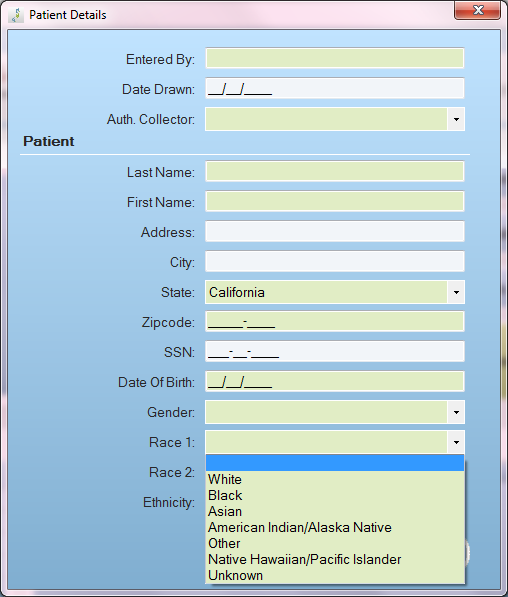 Patient Details
Entered By:
Date Drawn: __/__/____
Auth. Collector:
Patient
Last Name:
First Name:
Address:
City:
State: California
Zipcode: _____-____
SSN: ___-__-____
Date Of Birth: __/__/____
Gender:
Race 1:
Race 2:
Ethnicity:
White
Black
Asian
American Indian/Alaska Native
Other
Native Hawaiian/Pacific Islander
Unknown